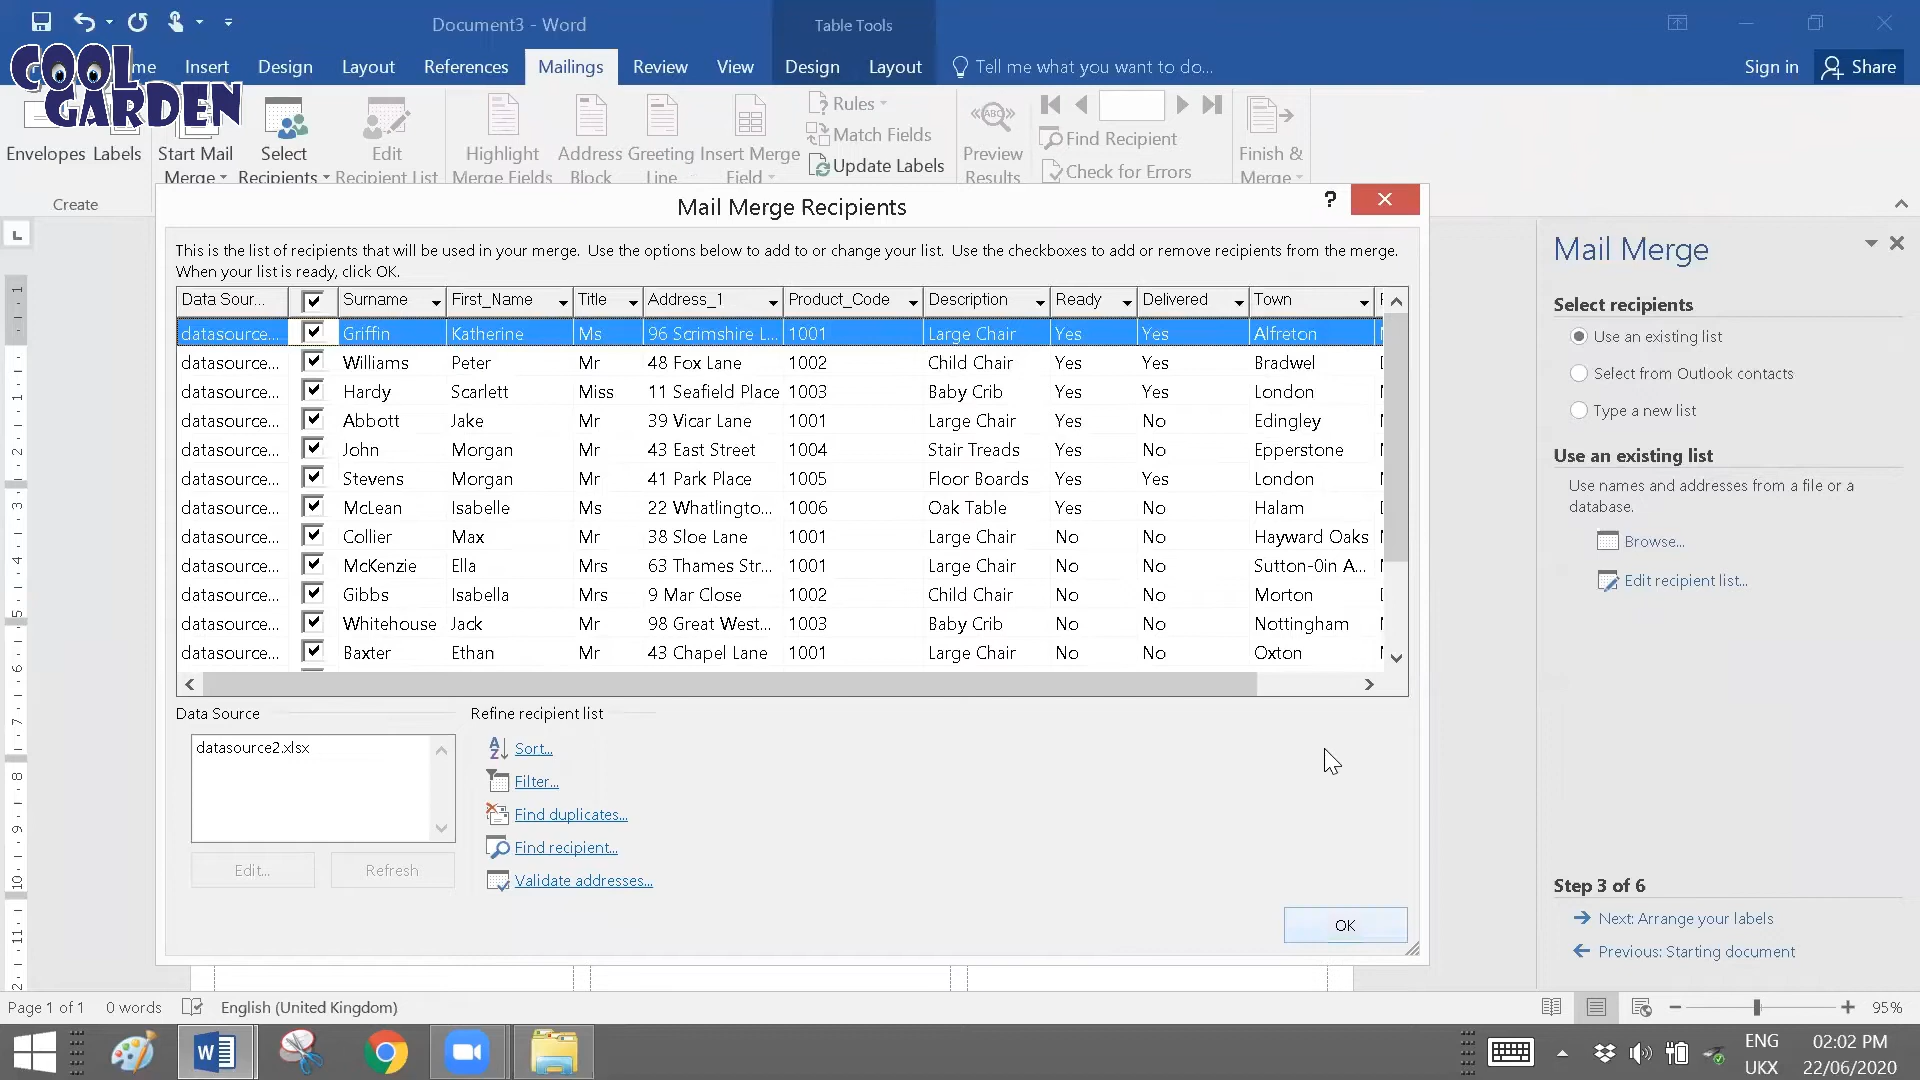 Document3 - Word
Table Tools
COOL GARDEN
Insert Design Layout References Mailings Review View Design Layout Tell me what you want to do... Sign in Share
Envelopes Labels
Start Mail Merge
Select Recipients
Edit Recipient List
Highlight Merge Fields
Address Block
Greeting Line
Insert Merge Field
Rules
Match Fields
Update Labels
Preview Results
Find Recipient
Check for Errors
Finish & Merge
Create
Mail Merge Recipients
?
This is the list of recipients that will be used in your merge. Use the options below to add to or change your list. Use the checkboxes to add or remove recipients from the merge.
When your list is ready, click OK.
Data Sour... Surname First_Name Title Address_1 Product_Code Description Ready Delivered Town
datasource... Griffin Katherine Ms 96 Scrimshire L... 1001 Large Chair Yes Yes Alfreton
datasource... Williams Peter Mr 48 Fox Lane 1002 Child Chair Yes Yes Bradwel
datasource... Hardy Scarlett Miss 11 Seafield Place 1003 Baby Crib Yes Yes London
datasource... Abbott Jake Mr 39 Vicar Lane 1001 Large Chair Yes No Edingley
datasource... John Morgan Mr 43 East Street 1004 Stair Treads Yes No Epperstone
datasource... Stevens Morgan Mr 41 Park Place 1005 Floor Boards Yes Yes London
datasource... McLean Isabelle Ms 22 Whatlingto... 1006 Oak Table Yes No Halam
datasource... Collier Max Mr 38 Sloe Lane 1001 Large Chair No No Hayward Oaks
datasource... McKenzie Ella Mrs 63 Thames Str... 1001 Large Chair No No Sutton-0in A...
datasource... Gibbs Isabella Mrs 9 Mar Close 1002 Child Chair No No Morton
datasource... Whitehouse Jack Mr 98 Great West... 1003 Baby Crib No No Nottingham
datasource... Baxter Ethan Mr 43 Chapel Lane 1001 Large Chair No No Oxton
Data Source
datasource2.xlsx
Edit... Refresh
Refine recipient list
Sort...
Filter...
Find duplicates...
Find recipient...
Validate addresses...
OK
Mail Merge
Select recipients
Use an existing list
Select from Outlook contacts
Type a new list
Use an existing list
Use names and addresses from a file or a
database.
Browse...
Edit recipient list...
Step 3 of 6
Next: Arrange your labels
Previous: Starting document
Page 1 of 1 0 words English (United Kingdom) 95%
ENG 02:02 PM
UKX 22/06/2020